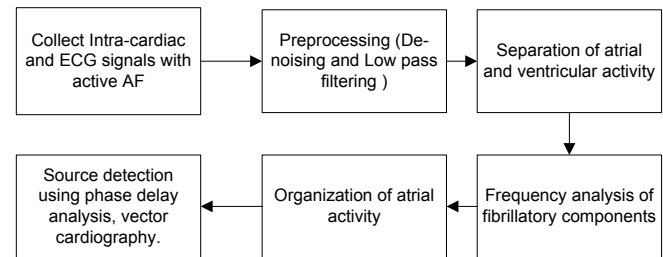 Collect Intra-cardiac
and ECG signals with
active AF
Preprocessing (De-
noising and Low pass
filtering )
Separation of atrial
and ventricular activity
Frequency analysis of
fibrillatory components
Organization of atrial
activity
Source detection
using phase delay
analysis, vector
cardiography.